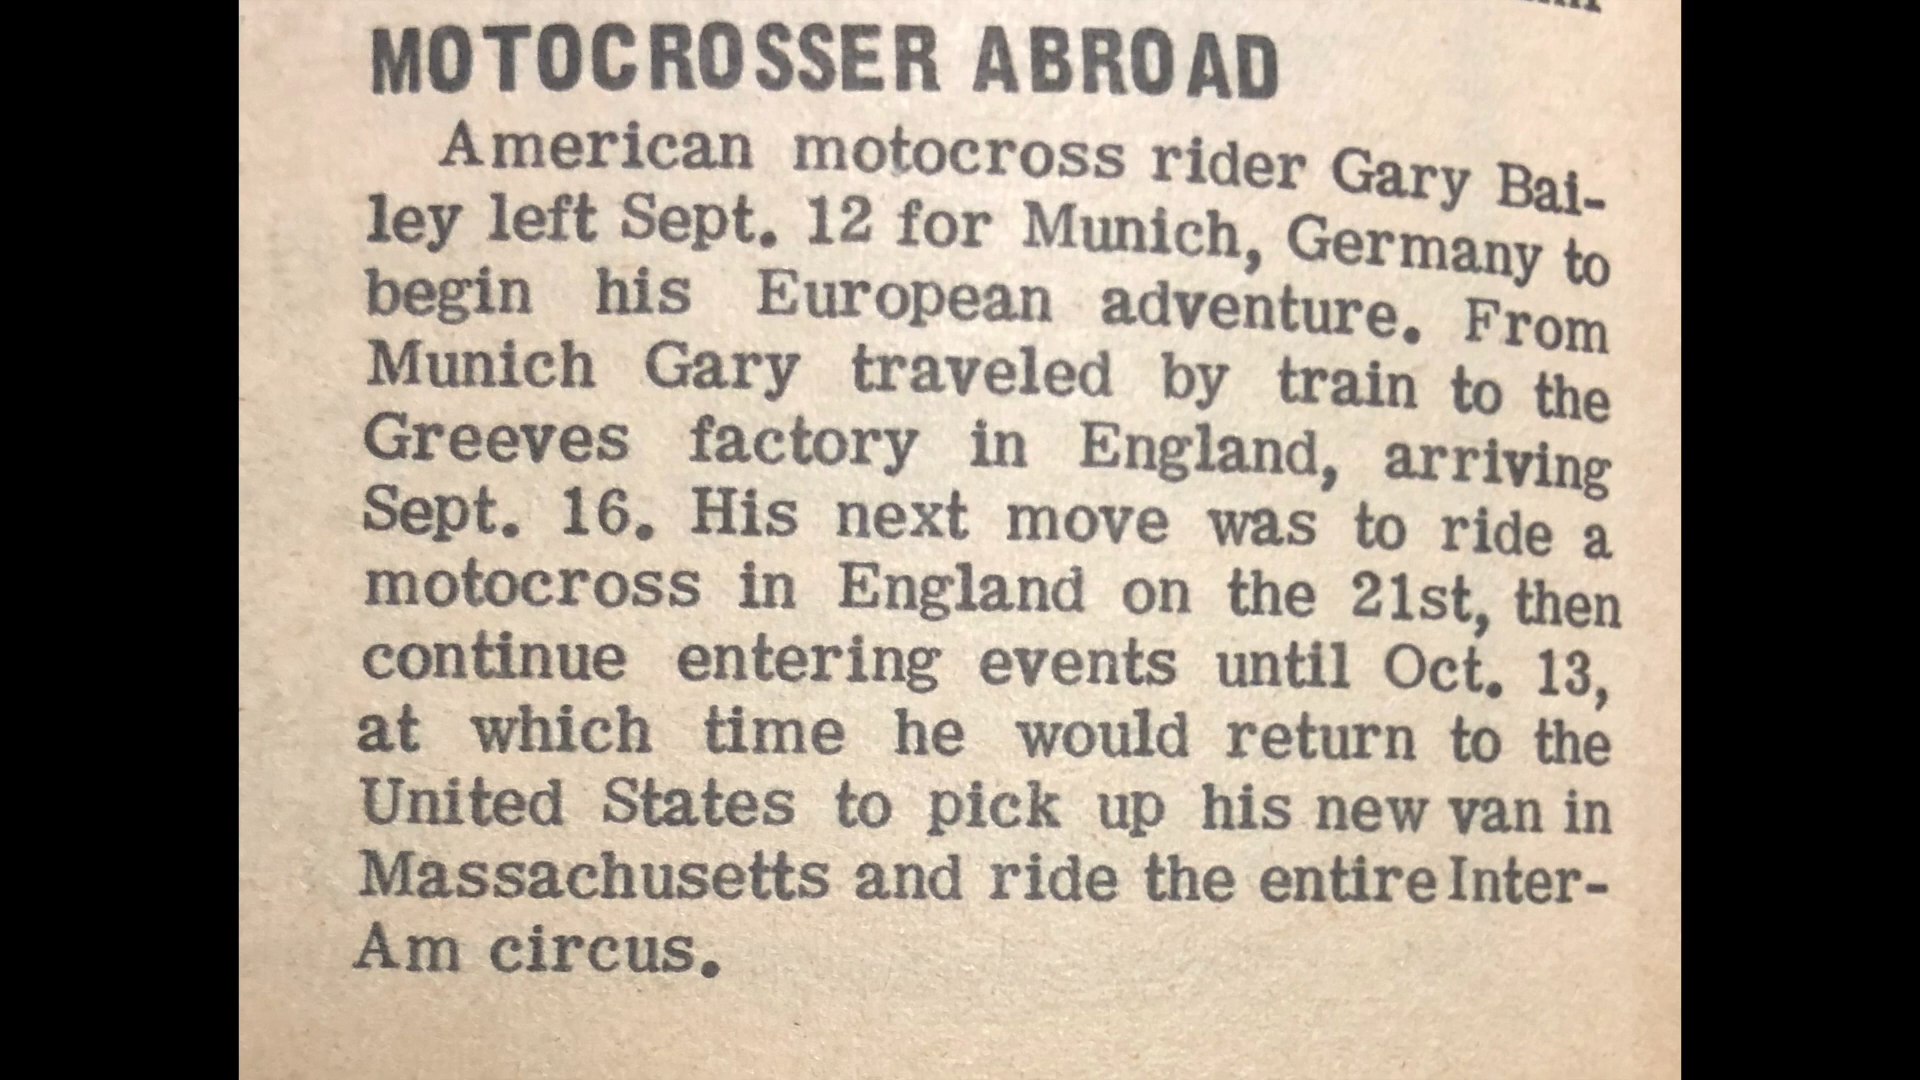 MOTOCROSSER ABROAD
American motocross rider Gary Bai-
ley left Sept. 12 for Munich, Germany to
begin his European adventure. From
Munich Gary traveled by train to the
Greeves factory in England, arriving
Sept. 16. His next move was to ride a
motocross in England on the 21st, then
continue entering events until Oct. 13,
at which time he would return to the
United States to pick up his new van in
Massachusetts and ride the entire Inter-
Am circus.